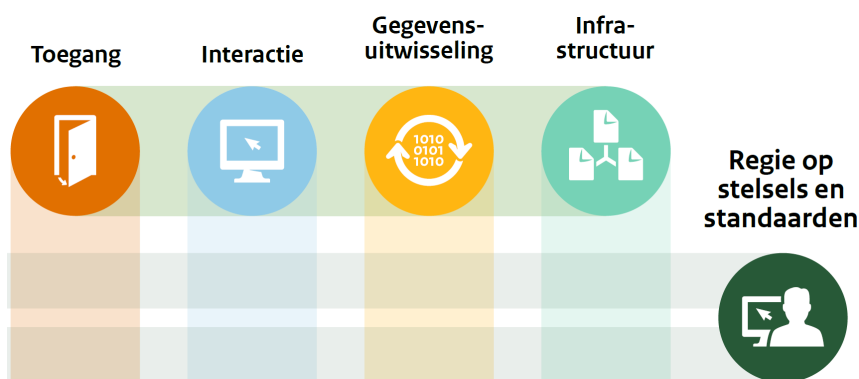 Toegang
Interactie
Gegevens-
uitwisseling
Infra-
structuur
1010
0101
1010
Regie op
stelsels en
standaarden